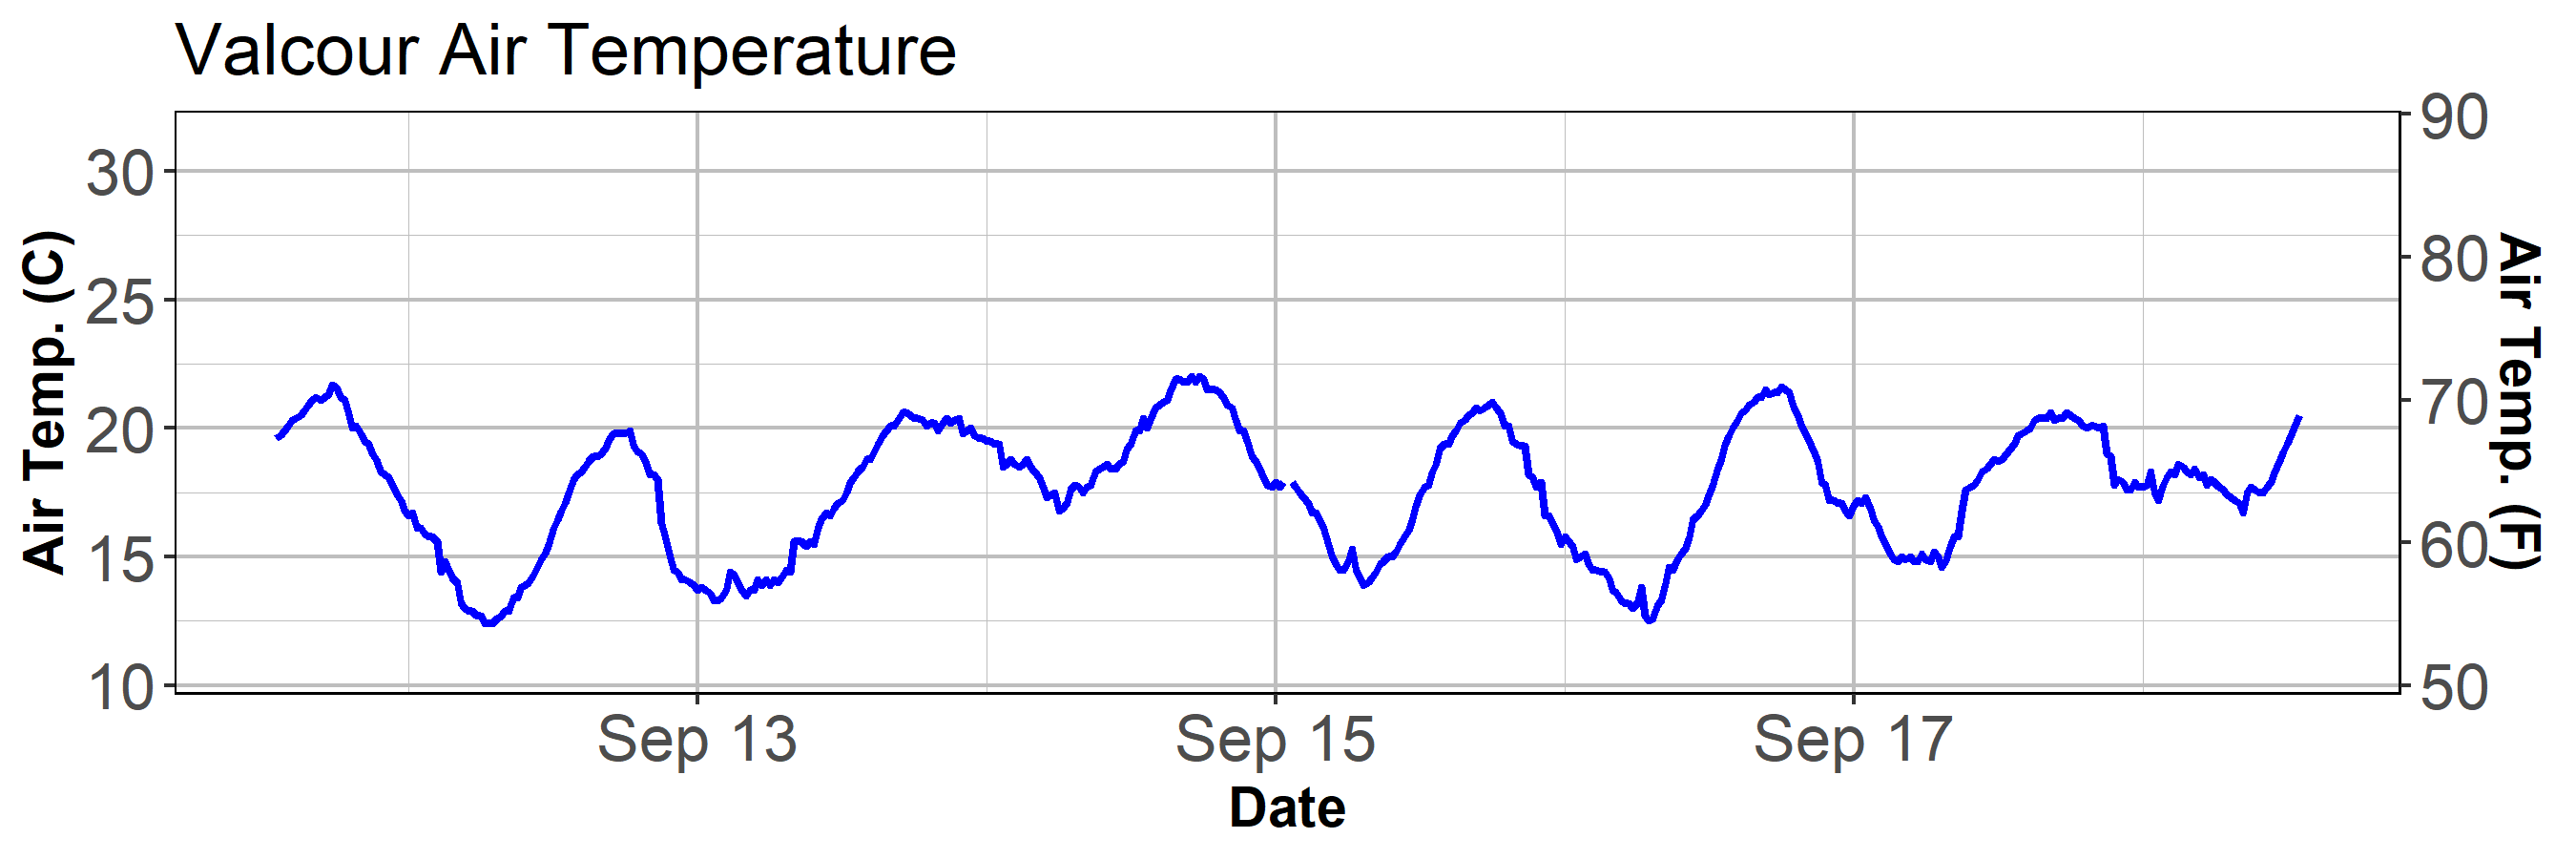 Valcour Air Temperature
Air Temp. (C)
30
25
20
15
10
90
80
70
60
50
Air Temp. (F)
Sep 13
Sep 15
Sep 17
Date